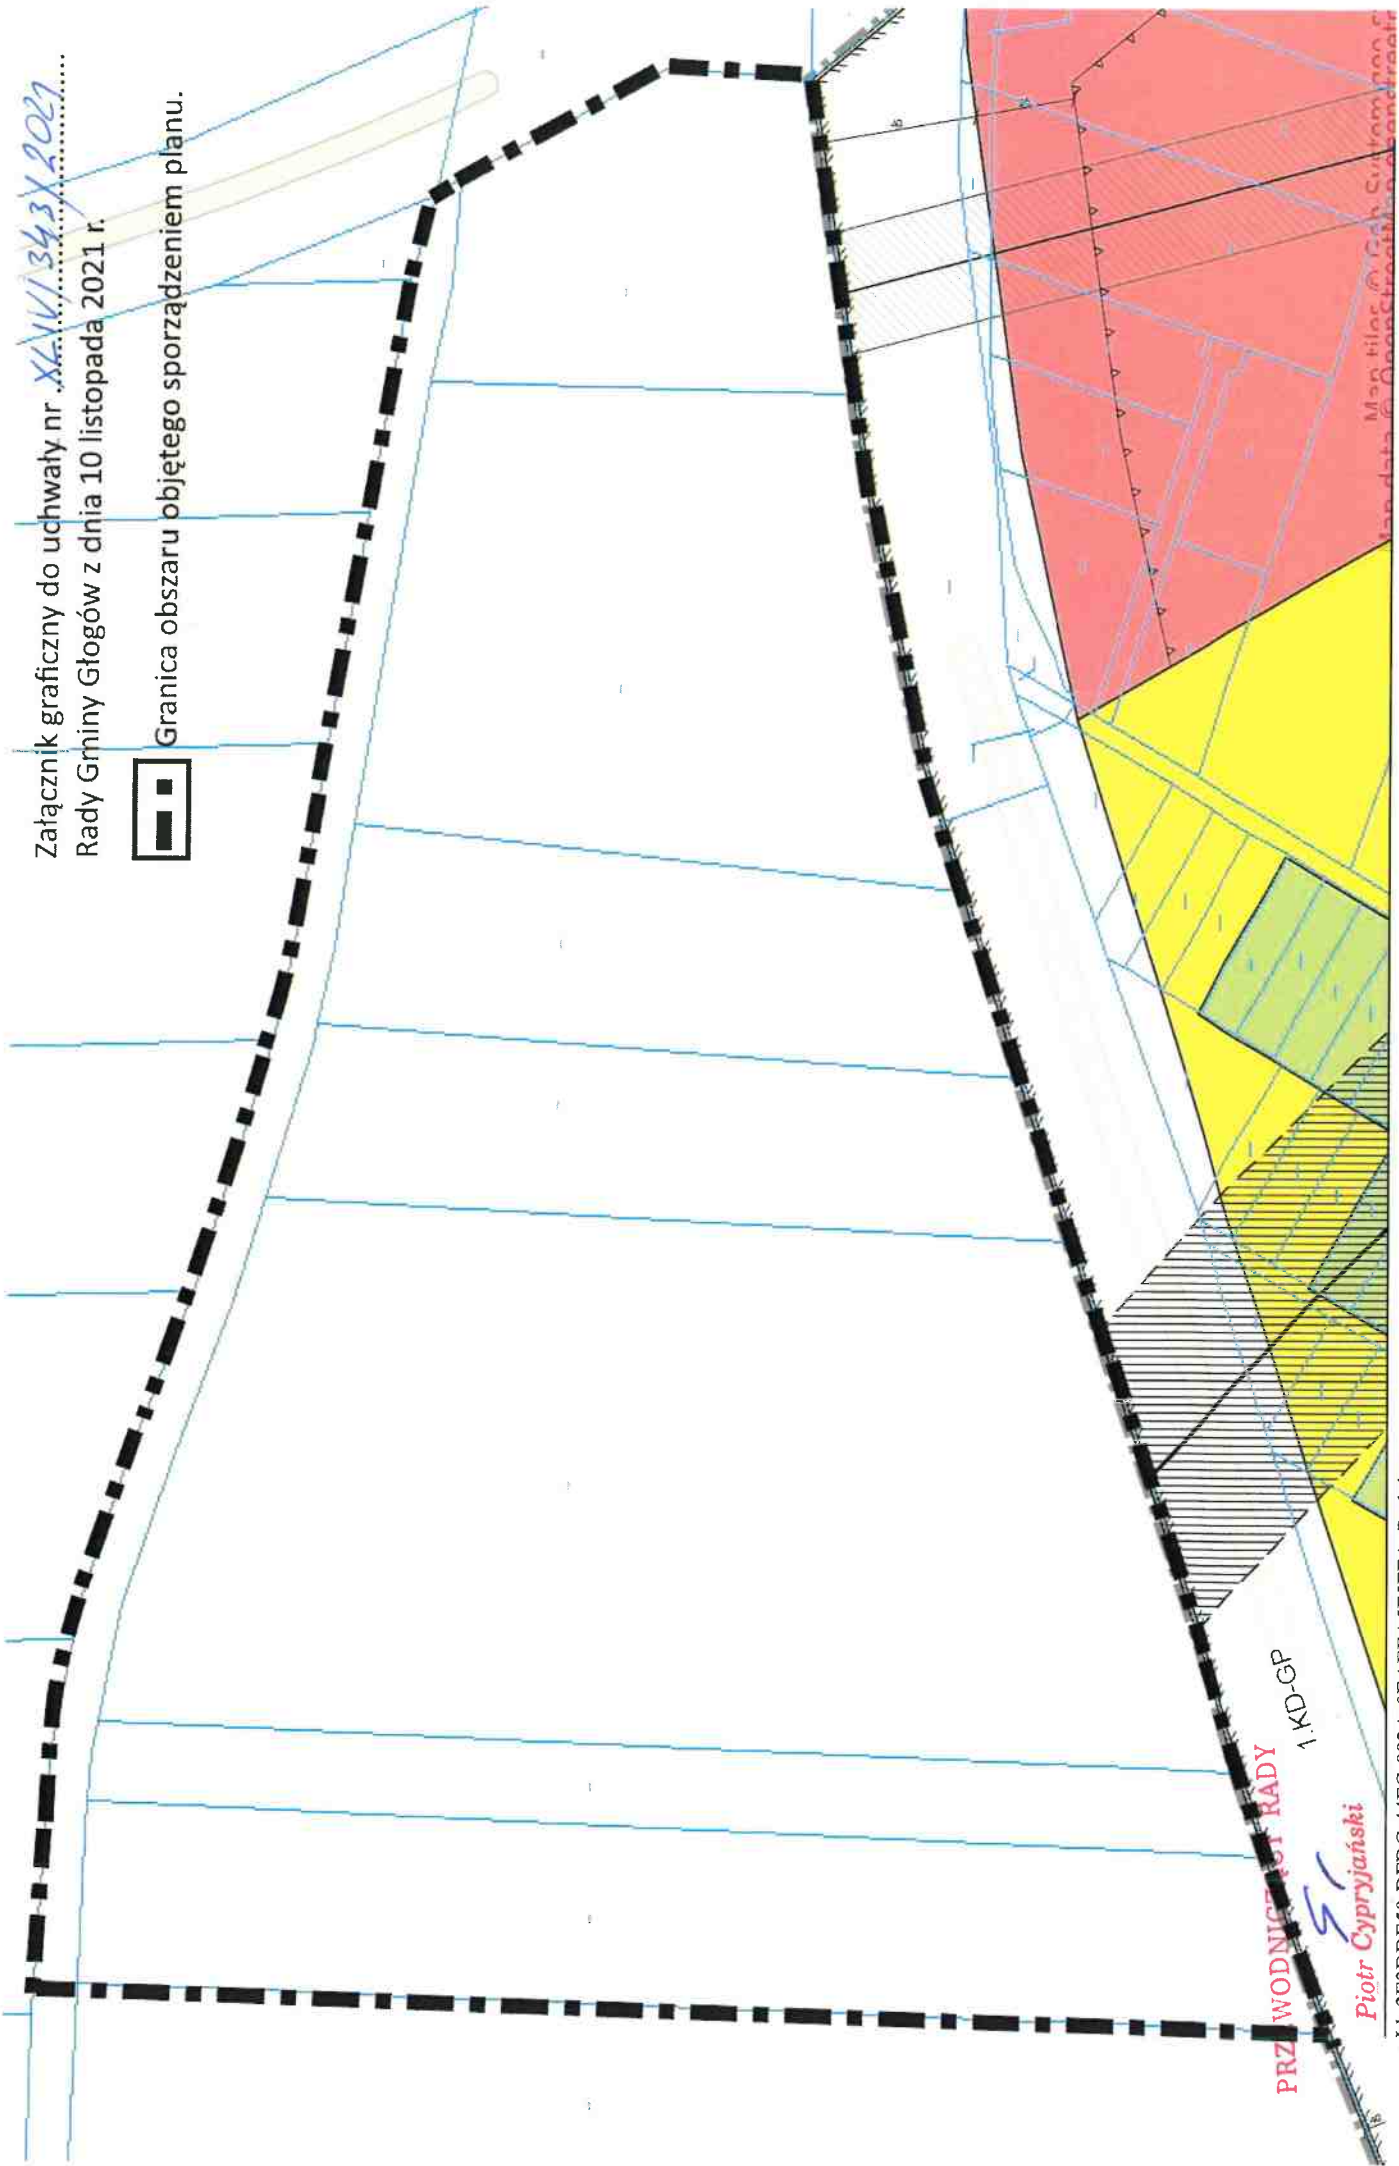 Załącznik graficzny do uchwały nr XLIV/343/2021
Rady Gminy Głogów z dnia 10 listopada 2021 r.
Granica obszaru objętego sporządzeniem planu.
1.KD-GP
PRZEWODNICZĄCY RADY
Piotr Cypryjański